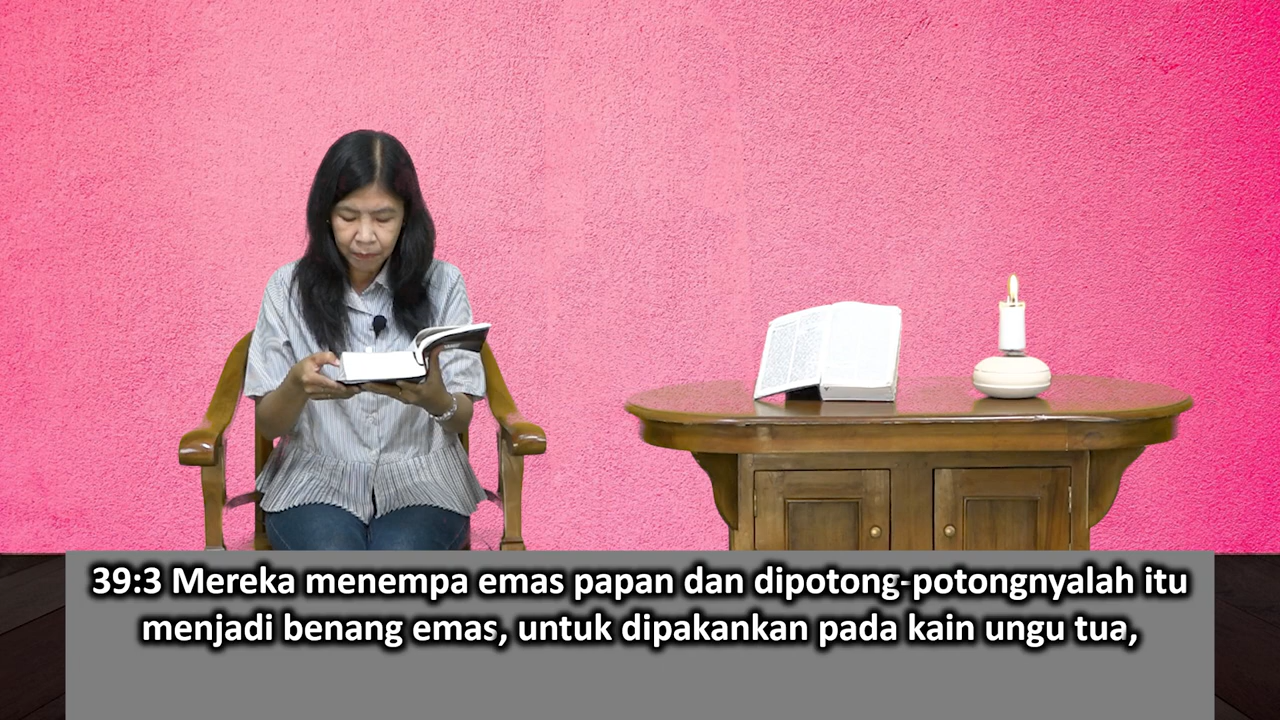 39:3 Mereka menempa emas papan dan dipotong-potongnyalah itu
menjadi benang emas, untuk dipakankan pada kain ungu tua,